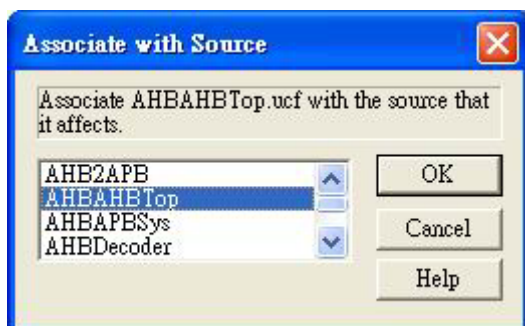 Associate with Source
Associate AHBAHBTop.ucf with the source that
it affects.
AHB2APB
AHBAHBTop
AHBAPBSys
AHBDecoder
OK
Cancel
Help